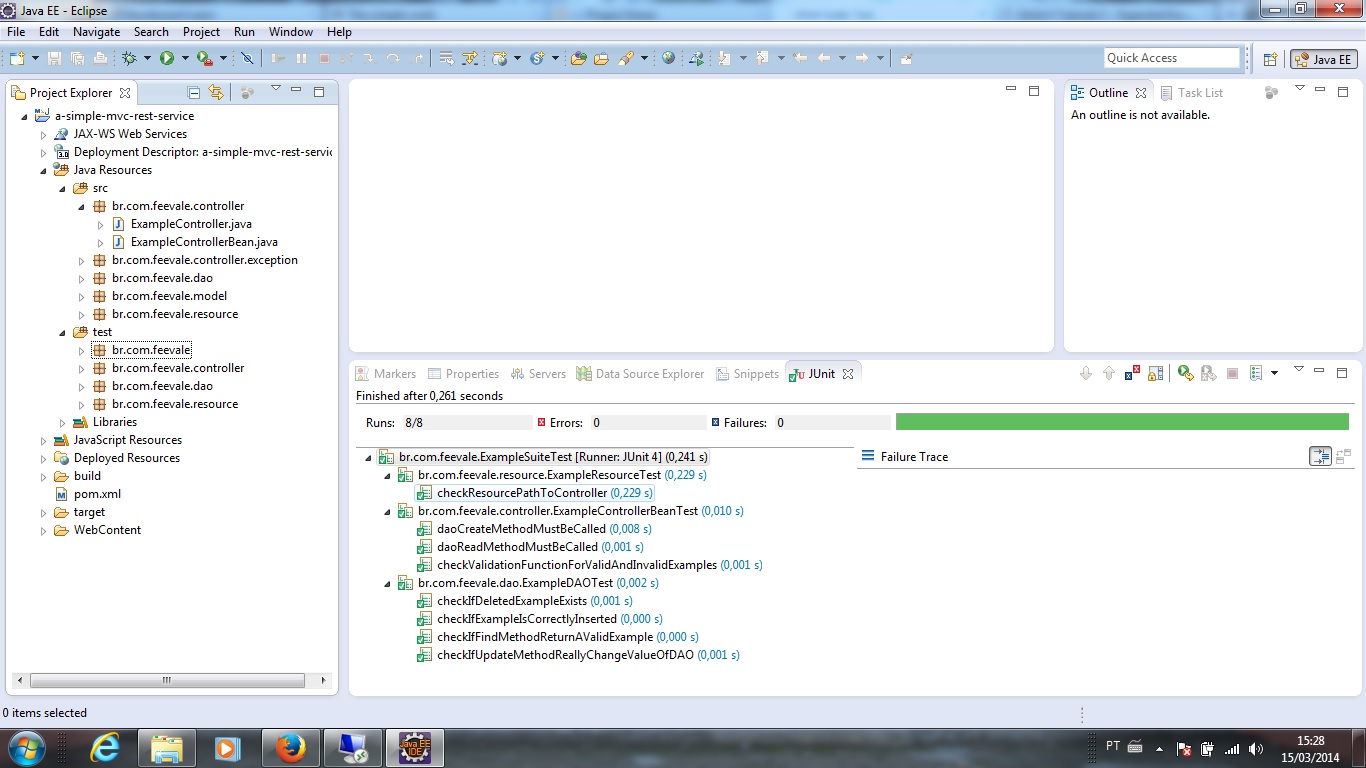 Java EE - Eclipse
File Edit Navigate Search Project Run Window Help
Quick Access
Java EE
Project Explorer
a-simple-mvc-rest-service
JAX-WS Web Services
3.0 Deployment Descriptor: a-simple-mvc-rest-servic
Java Resources
src
br.com.feevale.controller
ExampleController.java
ExampleControllerBean.java
br.com.feevale.controller.exception
br.com.feevale.dao
br.com.feevale.model
br.com.feevale.resource
test
br.com.feevale
br.com.feevale.controller
br.com.feevale.dao
br.com.feevale.resource
Libraries
JavaScript Resources
Deployed Resources
build
pom.xml
target
WebContent
Outline Task List
An outline is not available.
Markers Properties Servers Data Source Explorer Snippets JUnit
Finished after 0,261 seconds
Runs: 8/8 Errors: 0 Failures: 0
br.com.feevale.ExampleSuiteTest [Runner: JUnit 4] (0,241 s)
br.com.feevale.resource.ExampleResourceTest (0,229 s)
checkResourcePathToController (0,229 s)
br.com.feevale.controller.ExampleControllerBeanTest (0,010 s)
daoCreateMethodMustBeCalled (0,008 s)
daoReadMethodMustBeCalled (0,001 s)
checkValidationFunctionForValidAndInvalidExamples (0,001 s)
br.com.feevale.dao.ExampleDAOTest (0,002 s)
checkIfDeletedExampleExists (0,001 s)
checkIfExampleIsCorrectlyInserted (0,000 s)
checkIfFindMethodReturnAValidExample (0,000 s)
checkIfUpdateMethodReallyChangeValueOfDAO (0,001 s)
Failure Trace
0 items selected
Java EE
IDE
PT
15:28
15/03/2014